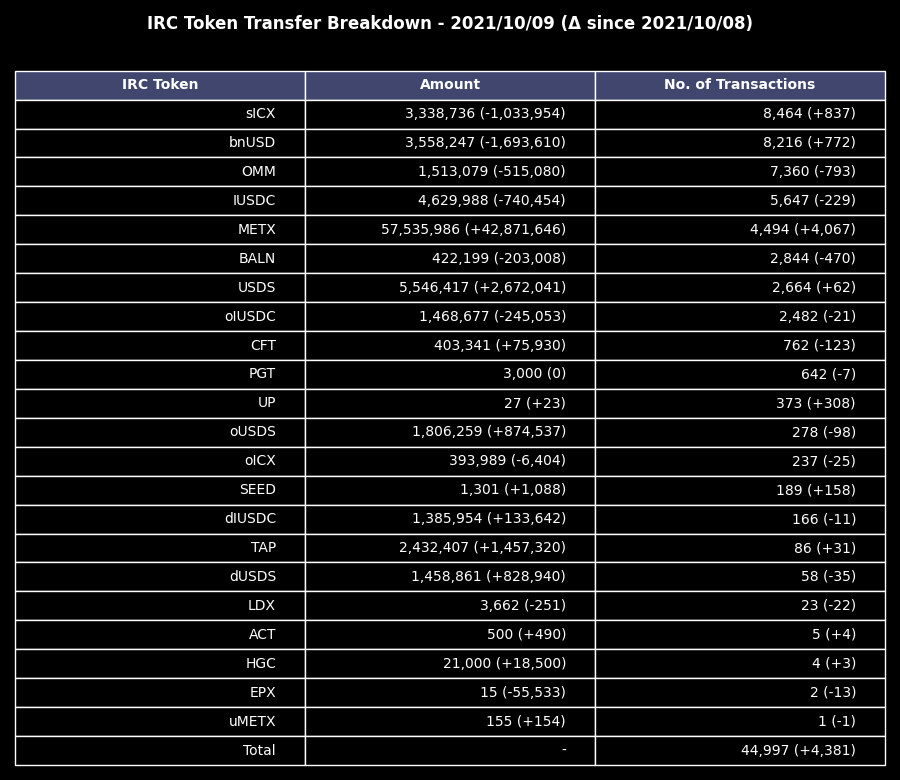 IRC Token Transfer Breakdown - 2021/10/09 (Δ since 2021/10/08)
IRC Token Amount No. of Transactions
sICX 3,338,736 (-1,033,954) 8,464 (+837)
bnUSD 3,558,247 (-1,693,610) 8,216 (+772)
OMM 1,513,079 (-515,080) 7,360 (-793)
IUSDC 4,629,988 (-740,454) 5,647 (-229)
METX 57,535,986 (+42,871,646) 4,494 (+4,067)
BALN 422,199 (-203,008) 2,844 (-470)
USDS 5,546,417 (+2,672,041) 2,664 (+62)
oIUSDC 1,468,677 (-245,053) 2,482 (-21)
CFT 403,341 (+75,930) 762 (-123)
PGT 3,000 (0) 642 (-7)
UP 27 (+23) 373 (+308)
oUSDS 1,806,259 (+874,537) 278 (-98)
oICX 393,989 (-6,404) 237 (-25)
SEED 1,301 (+1,088) 189 (+158)
dIUSDC 1,385,954 (+133,642) 166 (-11)
TAP 2,432,407 (+1,457,320) 86 (+31)
dUSDS 1,458,861 (+828,940) 58 (-35)
LDX 3,662 (-251) 23 (-22)
ACT 500 (+490) 5 (+4)
HGC 21,000 (+18,500) 4 (+3)
EPX 15 (-55,533) 2 (-13)
uMETX 155 (+154) 1 (-1)
Total - 44,997 (+4,381)